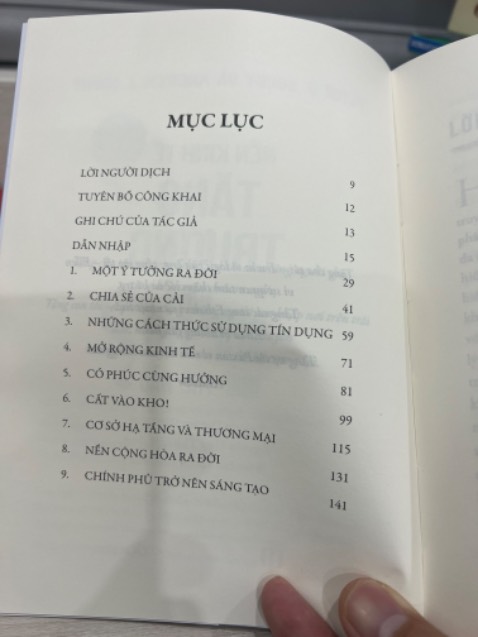 MỤC LỤC
LỜI NGƯỜI DỊCH 9
TUYÊN BỐ CÔNG KHAI 12
GHI CHÚ CỦA TÁC GIẢ 13
DẪN NHẬP 15
1. MỘT Ý TƯỞNG RA ĐỜI 29
2. CHIA SẺ CỦA CẢI 41
3. NHỮNG CÁCH THỨC SỬ DỤNG TÍN DỤNG 59
4. MỞ RỘNG KINH TẾ 71
5. CÓ PHÚC CÙNG HƯỞNG 81
6. CẤT VÀO KHO! 99
7. CƠ SỞ HẠ TẦNG VÀ THƯƠNG MẠI 115
8. NỀN CỘNG HÒA RA ĐỜI 131
9. CHÍNH PHỦ TRỞ NÊN SÁNG TẠO 141